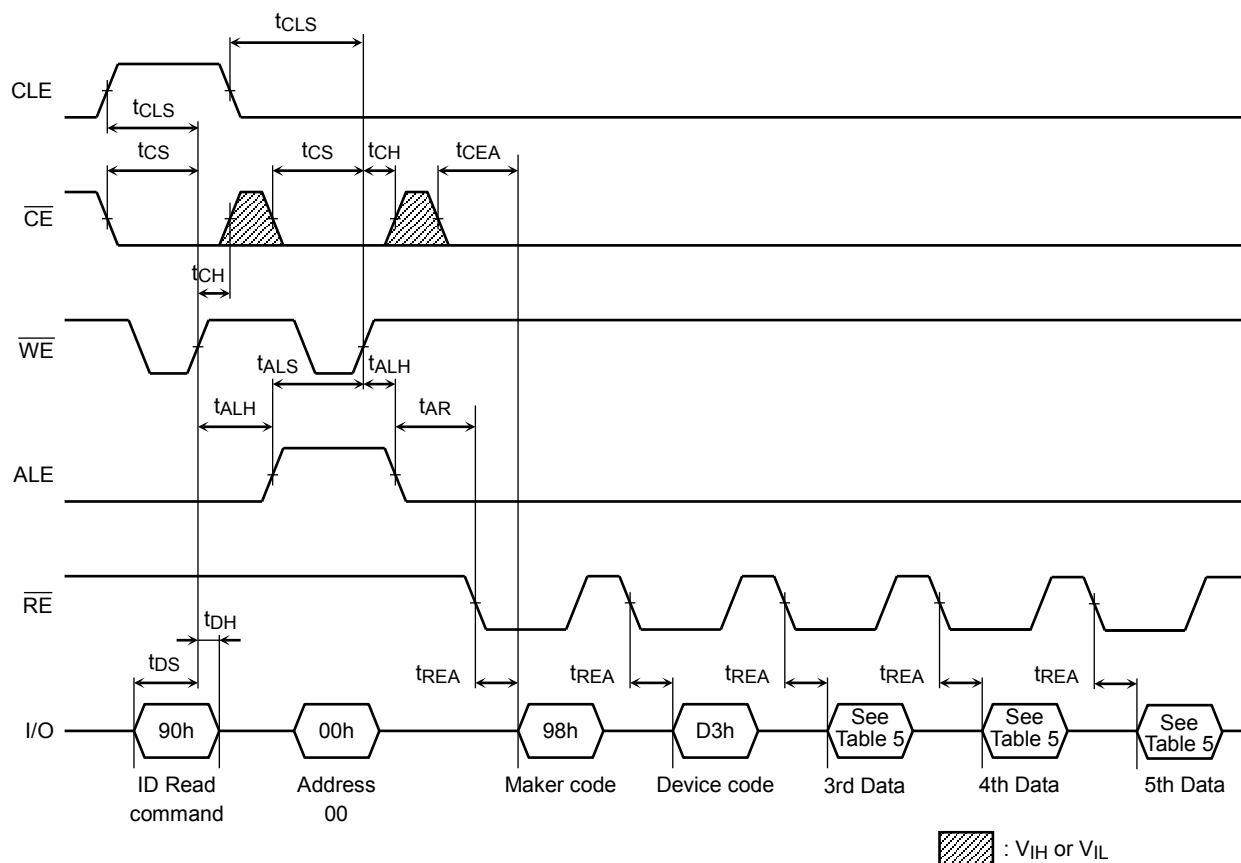 tCLS
CLE
tCLS
tCS
tCS
tCH
tCEA
CE
tCH
WE
tALS
tALH
tALH
tAR
ALE
RE
tDH
tDS
tREA
tREA
tREA
tREA
tREA
I/O
90h
00h
98h
D3h
See
Table 5
See
Table 5
See
Table 5
ID Read
command
Address
00
Maker code
Device code
3rd Data
4th Data
5th Data
: VIH or VIL